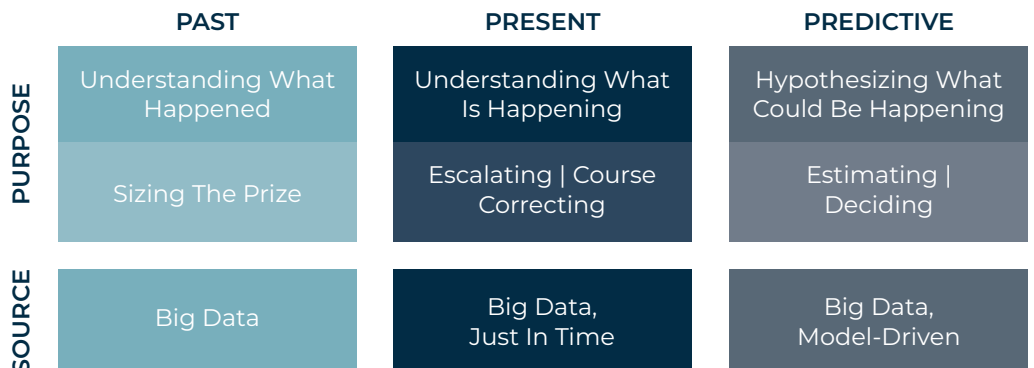 PAST
PRESENT
PREDICTIVE
PURPOSE
Understanding What
Happened
Understanding What
Is Happening
Hypothesizing What
Could Be Happening
Sizing The Prize
Escalating | Course
Correcting
Estimating |
Deciding
SOURCE
Big Data
Big Data,
Just In Time
Big Data,
Model-Driven